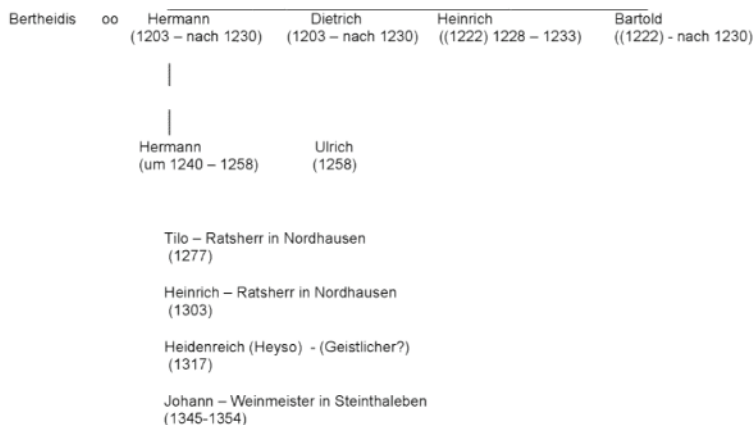 Bertheidis oo Hermann Dietrich Heinrich Bartold
(1203 – nach 1230) (1203 – nach 1230) ((1222) 1228 – 1233) ((1222) - nach 1230)
Hermann Ulrich
(um 1240 – 1258) (1258)
Tilo – Ratsherr in Nordhausen
(1277)
Heinrich – Ratsherr in Nordhausen
(1303)
Heidenreich (Heyso) - (Geistlicher?)
(1317)
Johann – Weinmeister in Steinthaleben
(1345-1354)